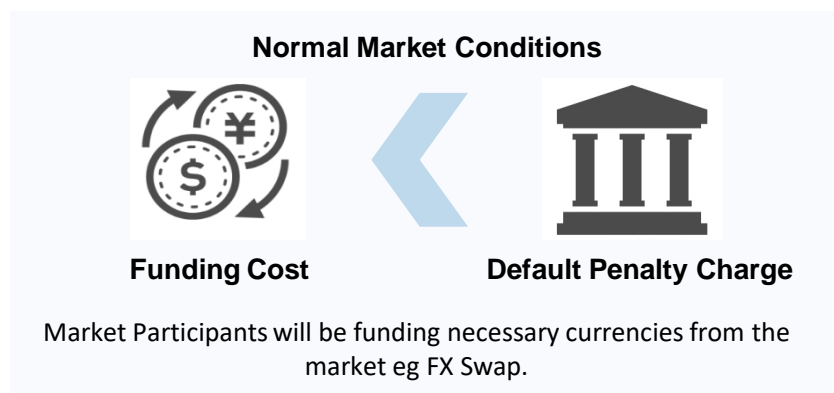 Normal Market Conditions
¥
$
Funding Cost
Default Penalty Charge
Market Participants will be funding necessary currencies from the
market eg FX Swap.